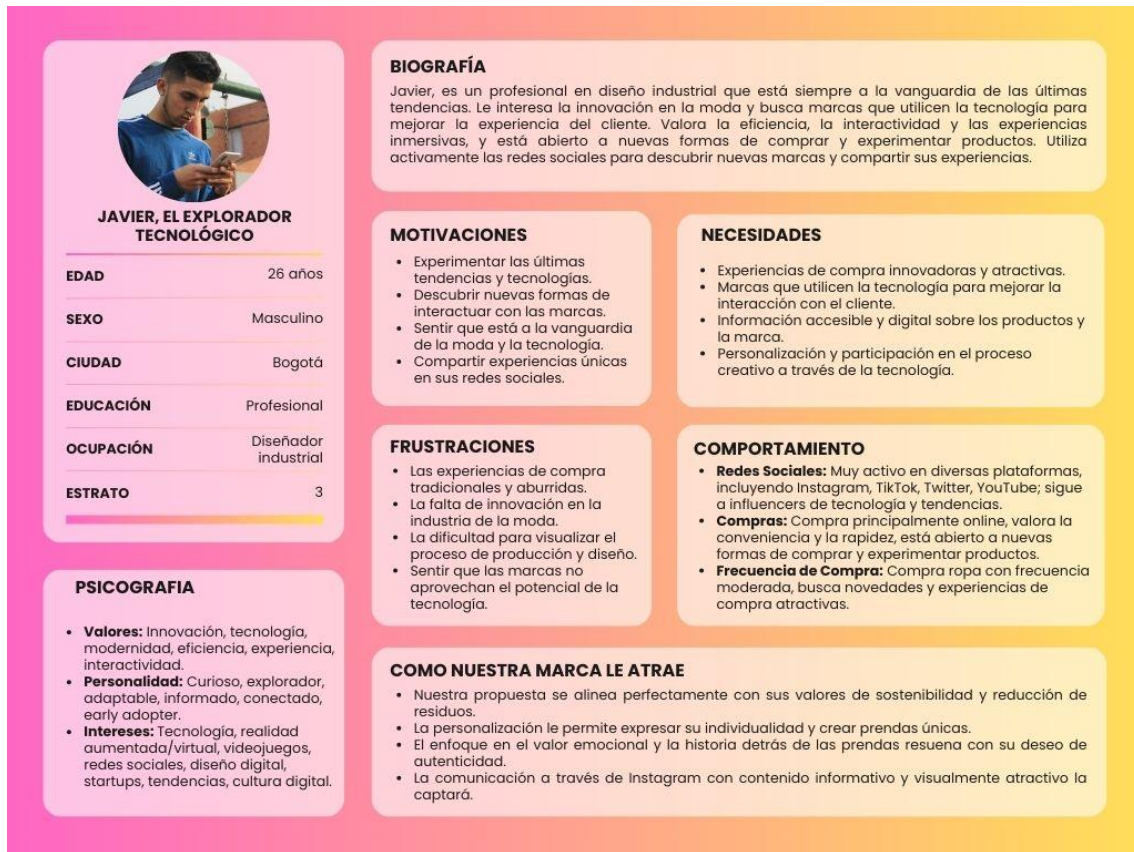 JAVIER, EL EXPLORADOR
TECNOLÓGICO
EDAD 26 años
SEXO Masculino
CIUDAD Bogotá
EDUCACIÓN Profesional
OCUPACIÓN Diseñador
industrial
ESTRATO 3
PSICOGRAFIA
• Valores: Innovación, tecnología,
modernidad, eficiencia, experiencia,
interactividad.
• Personalidad: Curioso, explorador,
adaptable, informado, conectado,
early adopter.
• Intereses: Tecnología, realidad
aumentada/virtual, videojuegos,
redes sociales, diseño digital,
startups, tendencias, cultura digital.
BIOGRAFÍA
Javier, es un profesional en diseño industrial que está siempre a la vanguardia de las últimas
tendencias. Le interesa la innovación en la moda y busca marcas que utilicen la tecnología para
mejorar la experiencia del cliente. Valora la eficiencia, la interactividad y las experiencias
inmersivas, y está abierto a nuevas formas de comprar y experimentar productos. Utiliza
activamente las redes sociales para descubrir nuevas marcas y compartir sus experiencias.
MOTIVACIONES
• Experimentar las últimas
tendencias y tecnologías.
• Descubrir nuevas formas de
interactuar con las marcas.
• Sentir que está a la vanguardia
de la moda y la tecnología.
• Compartir experiencias únicas
en sus redes sociales.
NECESIDADES
• Experiencias de compra innovadoras y atractivas.
• Marcas que utilicen la tecnología para mejorar la
interacción con el cliente.
• Información accesible y digital sobre los productos y
la marca.
• Personalización y participación en el proceso
creativo a través de la tecnología.
FRUSTRACIONES
• Las experiencias de compra
tradicionales y aburridas.
• La falta de innovación en la
industria de la moda.
• La dificultad para visualizar el
proceso de producción y diseño.
• Sentir que las marcas no
aprovechan el potencial de la
tecnología.
COMPORTAMIENTO
• Redes Sociales: Muy activo en diversas plataformas,
incluyendo Instagram, TikTok, Twitter, YouTube; sigue
a influencers de tecnología y tendencias.
• Compras: Compra principalmente online, valora la
conveniencia y la rapidez, está abierto a nuevas
formas de comprar y experimentar productos.
• Frecuencia de Compra: Compra ropa con frecuencia
moderada, busca novedades y experiencias de
compra atractivas.
COMO NUESTRA MARCA LE ATRAE
• Nuestra propuesta se alinea perfectamente con sus valores de sostenibilidad y reducción de
residuos.
• La personalización le permite expresar su individualidad y crear prendas únicas.
• El enfoque en el valor emocional y la historia detrás de las prendas resuena con su deseo de
autenticidad.
• La comunicación a través de Instagram con contenido informativo y visualmente atractivo la
captará.